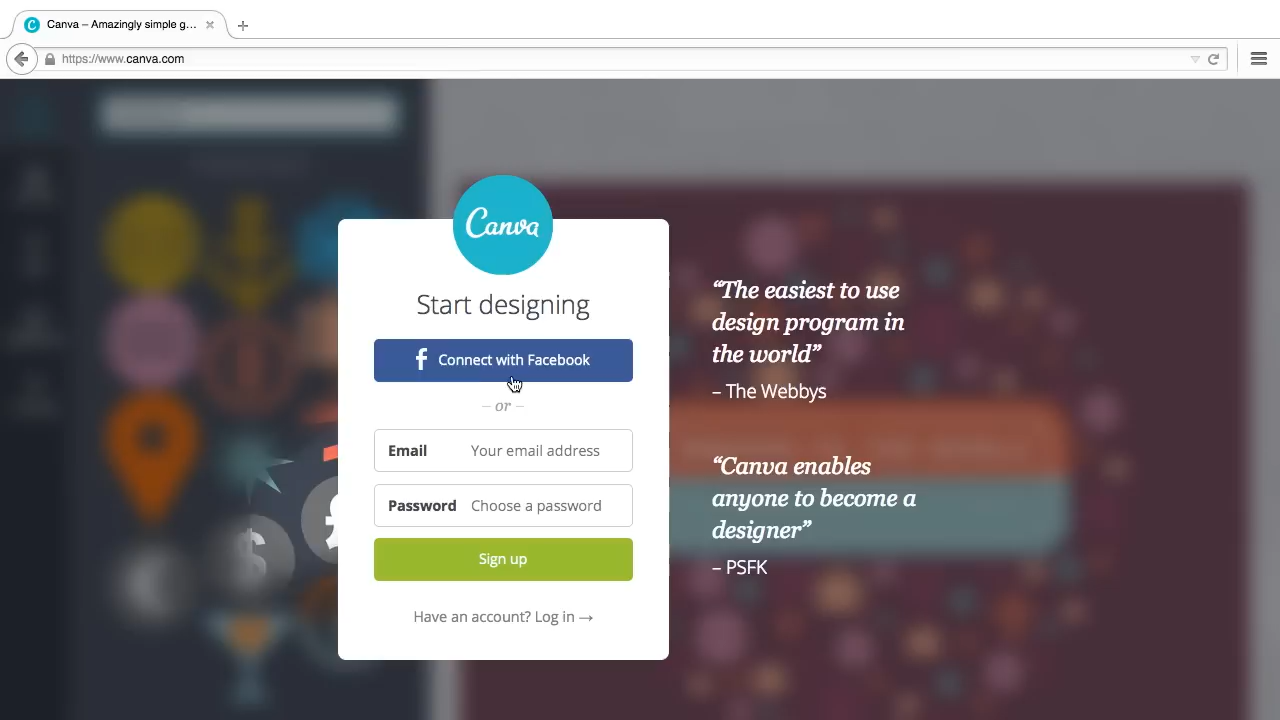 Canva – Amazingly simple g...
https://www.canva.com
Canva
Start designing
f Connect with Facebook
– or –
Email Your email address
Password Choose a password
Sign up
Have an account? Log in →
“The easiest to use
design program in
the world”
– The Webbys
“Canva enables
anyone to become a
designer”
– PSFK